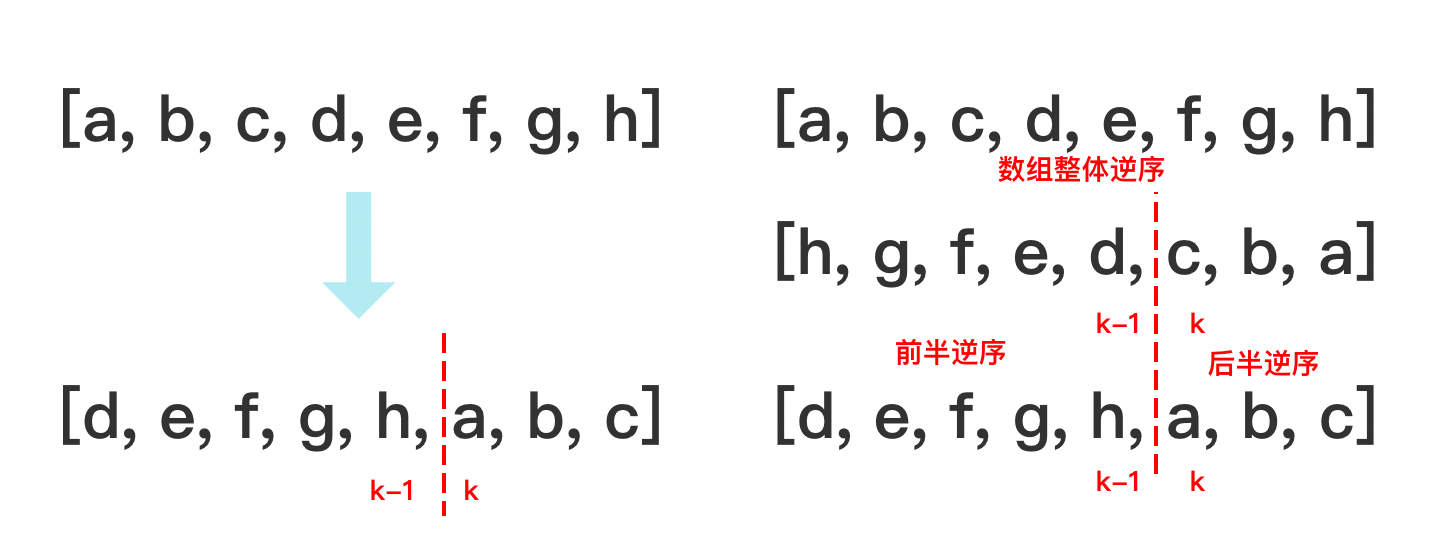 [a, b, c, d, e, f, g, h]
[d, e, f, g, h, a, b, c]
k-1 k
[a, b, c, d, e, f, g, h]
数组整体逆序
[h, g, f, e, d, c, b, a]
k-1 k
前半逆序
后半逆序
[d, e, f, g, h, a, b, c]
k-1 k